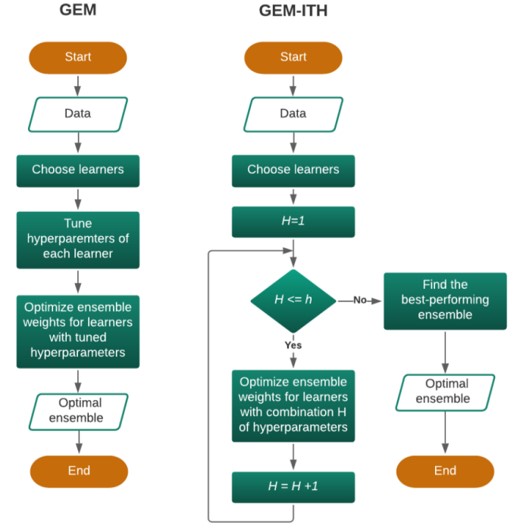 GEM
Start
Data
Choose learners
Tune
hyperparemters of
each learner
Optimize ensemble
weights for learners
with tuned
hyperparameters
Optimal
ensemble
End
GEM-ITH
Start
Data
Choose learners
H=1
H <= h
No
Yes
Optimize ensemble
weights for learners
with combination H
of hyperparameters
H = H +1
Find the
best-performing
ensemble
Optimal
ensemble
End